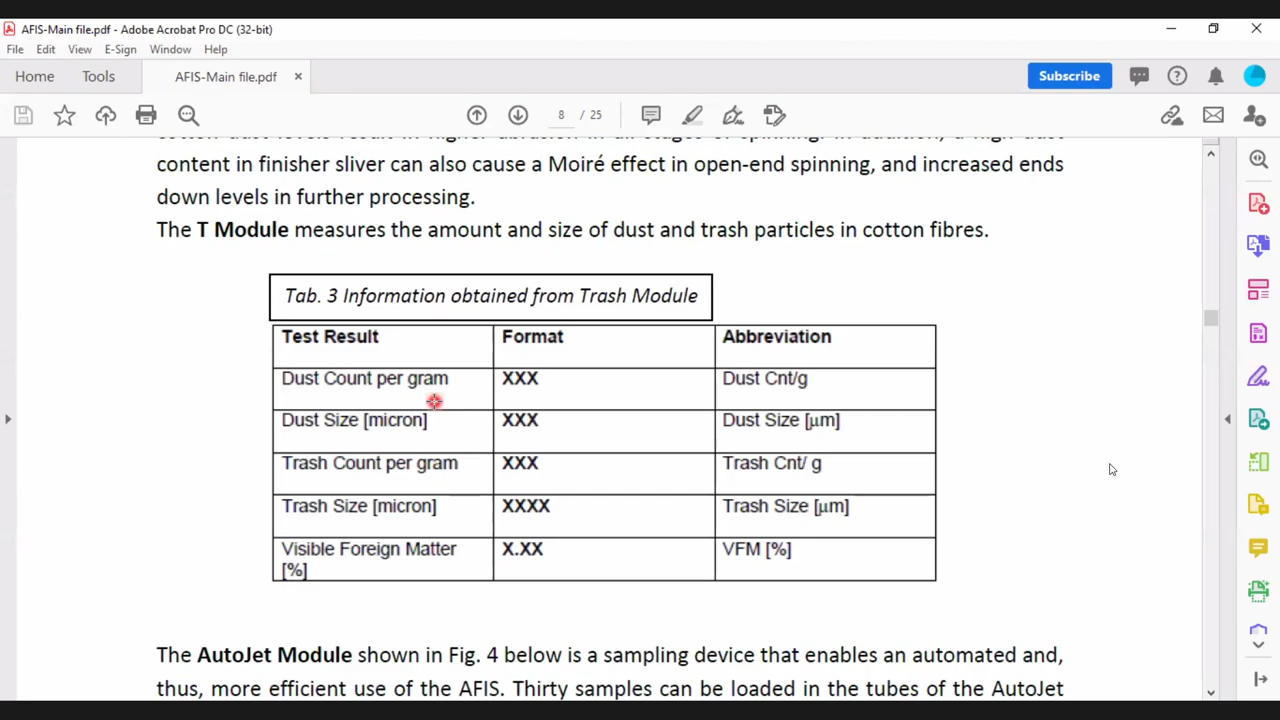 AFIS-Main file.pdf - Adobe Acrobat Pro DC (32-bit)
File Edit View E-Sign Window Help
Home Tools AFIS-Main file.pdf ×
Subscribe
8 / 25
content in finisher sliver can also cause a Moiré effect in open-end spinning, and increased ends
down levels in further processing.
The T Module measures the amount and size of dust and trash particles in cotton fibres.
Tab. 3 Information obtained from Trash Module
Test Result Format Abbreviation
Dust Count per gram XXX Dust Cnt/g
Dust Size [micron] XXX Dust Size [µm]
Trash Count per gram XXX Trash Cnt/ g
Trash Size [micron] XXXX Trash Size [µm]
Visible Foreign Matter X.XX VFM [%]
[%]
The AutoJet Module shown in Fig. 4 below is a sampling device that enables an automated and,
thus, more efficient use of the AFIS. Thirty samples can be loaded in the tubes of the AutoJet